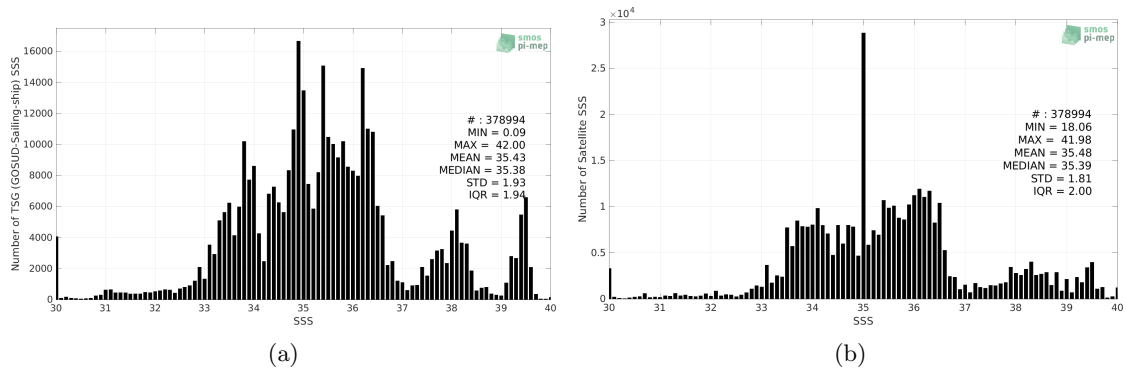 smos
pi-mep
Number of TSG (GOSUD-Sailing-ship) SSS
16000
14000
12000
10000
8000
6000
4000
2000
0
# : 378994
MIN = 0.09
MAX = 42.00
MEAN = 35.43
MEDIAN = 35.38
STD = 1.93
IQR = 1.94
30 31 32 33 34 35 36 37 38 39 40
SSS
(a)
×10⁴
smos
pi-mep
Number of Satellite SSS
3
2.5
2
1.5
1
0.5
0
# : 378994
MIN = 18.06
MAX = 41.98
MEAN = 35.48
MEDIAN = 35.39
STD = 1.81
IQR = 2.00
30 31 32 33 34 35 36 37 38 39 40
SSS
(b)